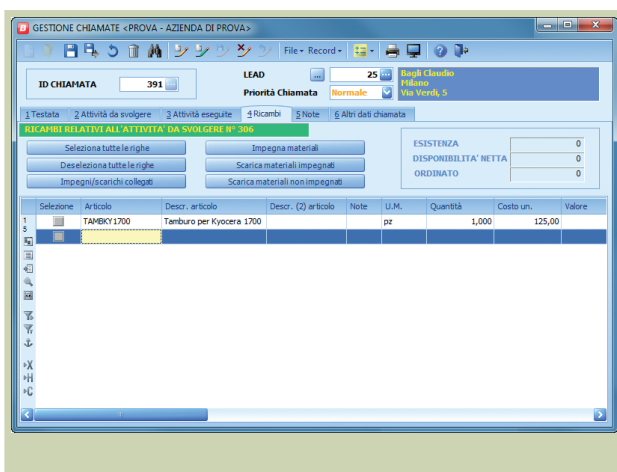 GESTIONE CHIAMATE <PROVA - AZIENDA DI PROVA>
File Record
ID CHIAMATA 391
LEAD ... 25 ...
Bagli Claudio
Milano
Via Verdi, 5
Priorità Chiamata Normale
1 Testata 2 Attività da svolgere 3 Attività eseguite 4 Ricambi 5 Note 6 Altri dati chiamata
RICAMBI RELATIVI ALL'ATTIVITA' DA SVOLGERE N° 306
Seleziona tutte le righe
Impegna materiali
Deseleziona tutte le righe
Scarica materiali impegnati
Impegni/scarichi collegati
Scarica materiali non impegnati
ESISTENZA 0
DISPONIBILITA' NETTA 0
ORDINATO 0
Selezione Articolo Descr. articolo Descr. (2) articolo Note U.M. Quantità Costo un. Valore
1 TAMBKY1700 Tamburo per Kyocera 1700 pz 1,000 125,00
5
X
H
C